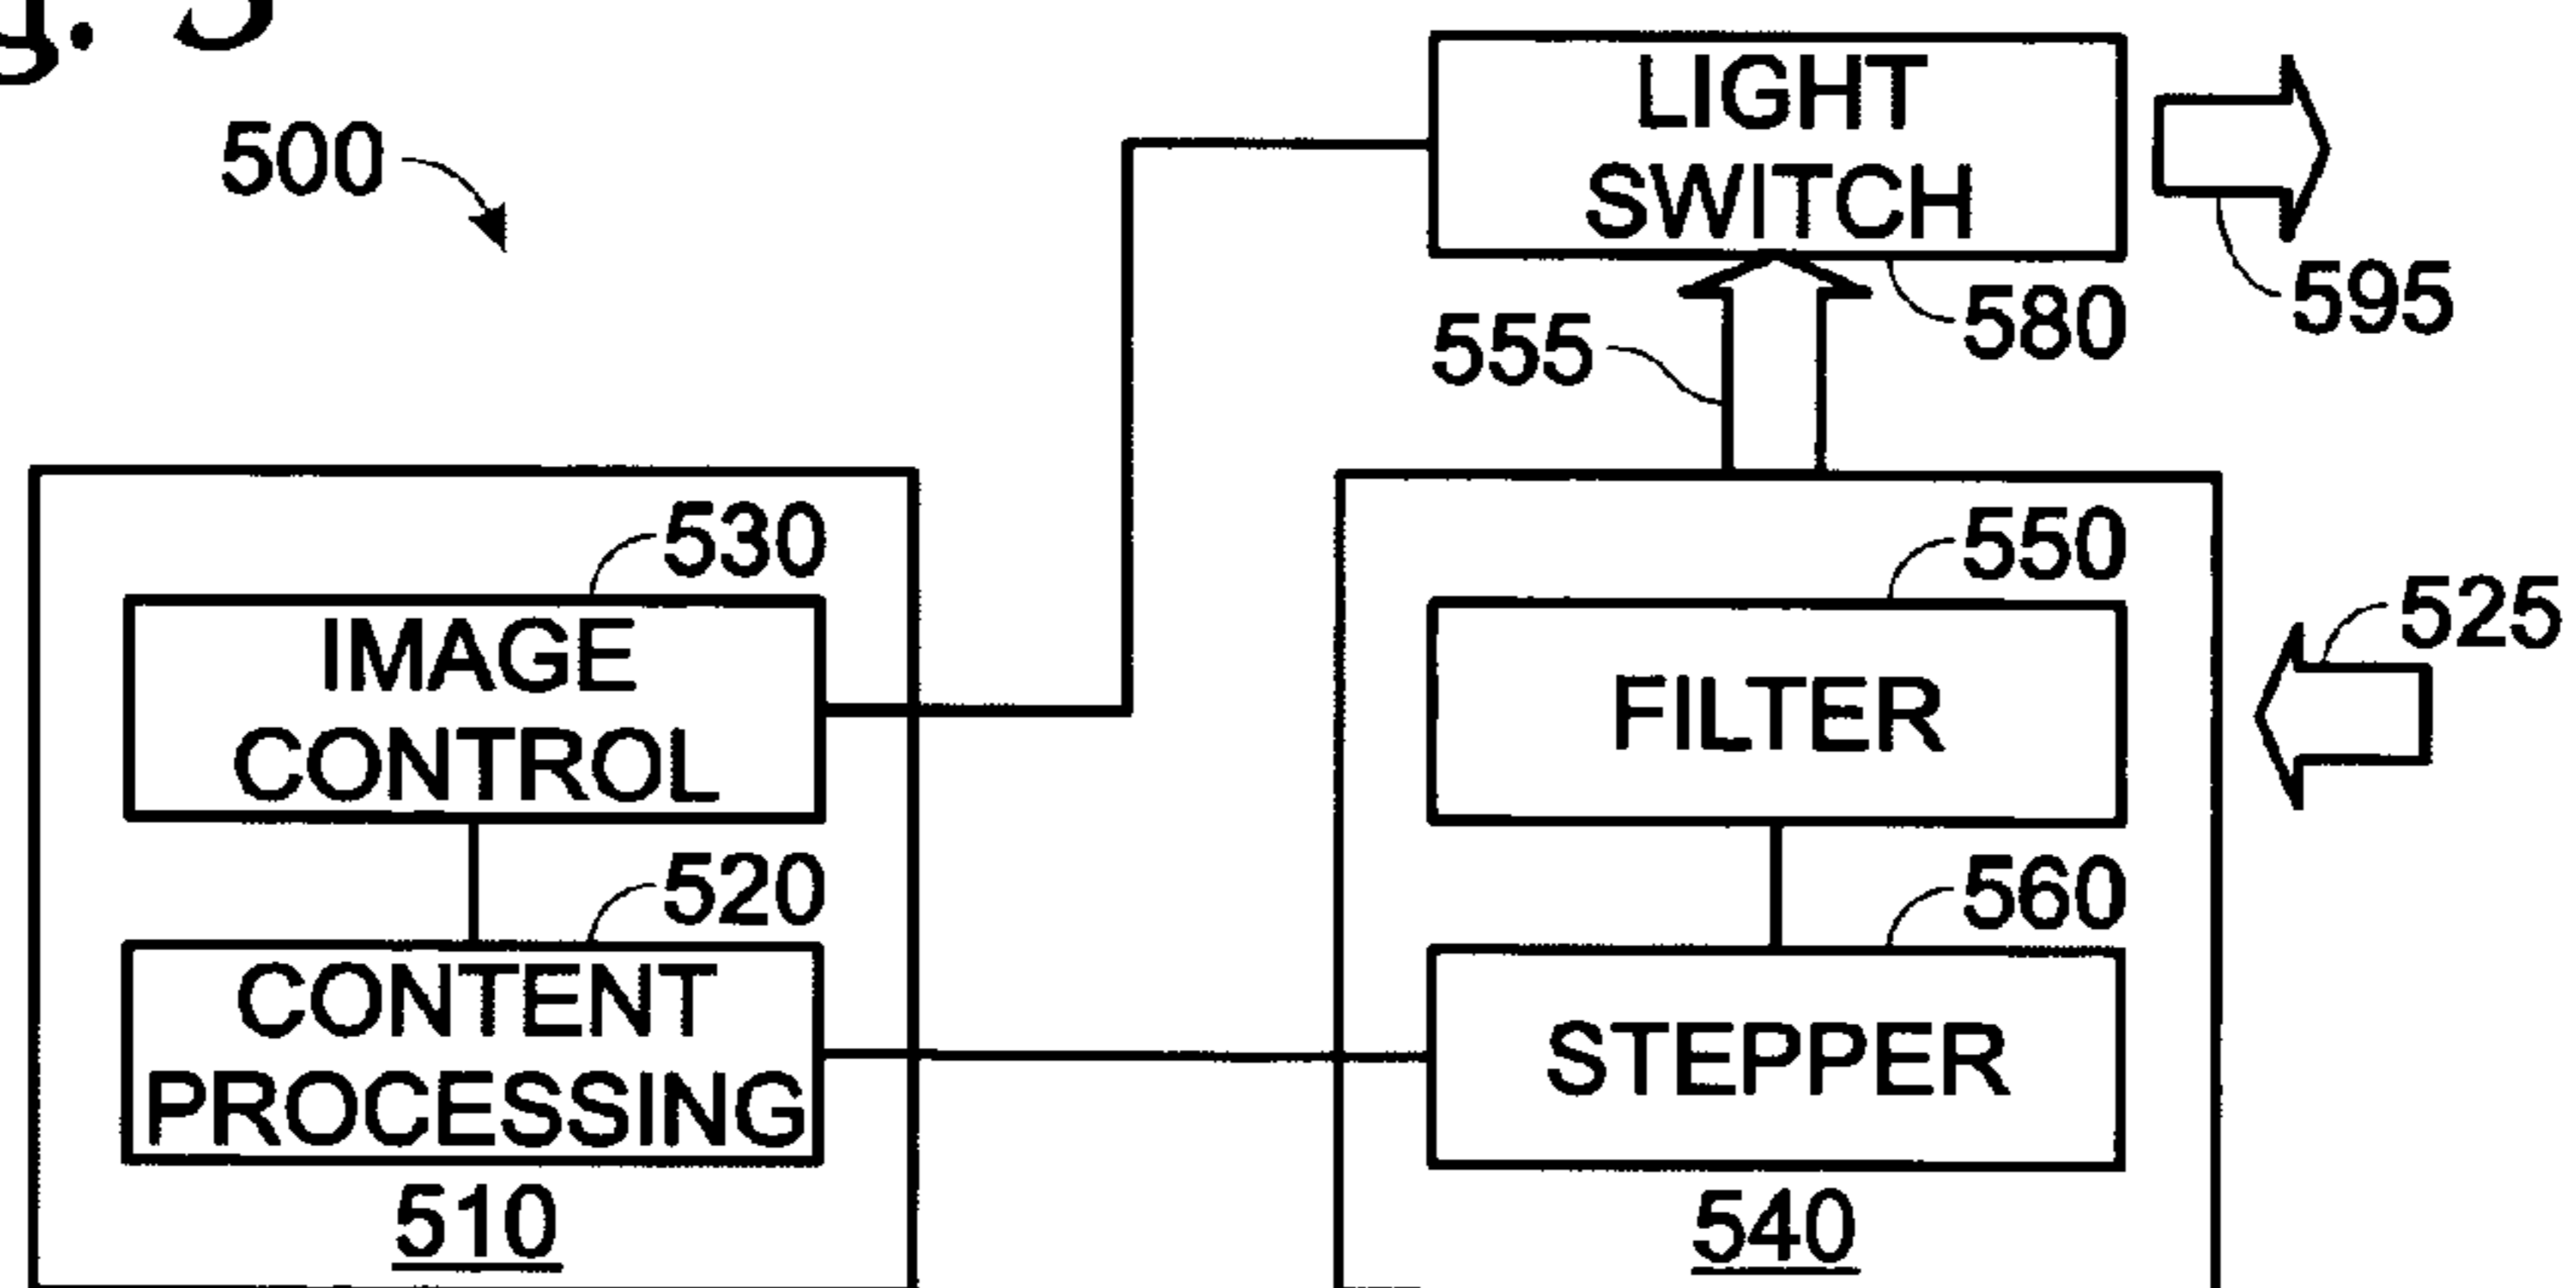 g. 5
500
LIGHT
SWITCH
595
580
555
530
IMAGE
CONTROL
520
CONTENT
PROCESSING
510
550
525
FILTER
560
STEPPER
540